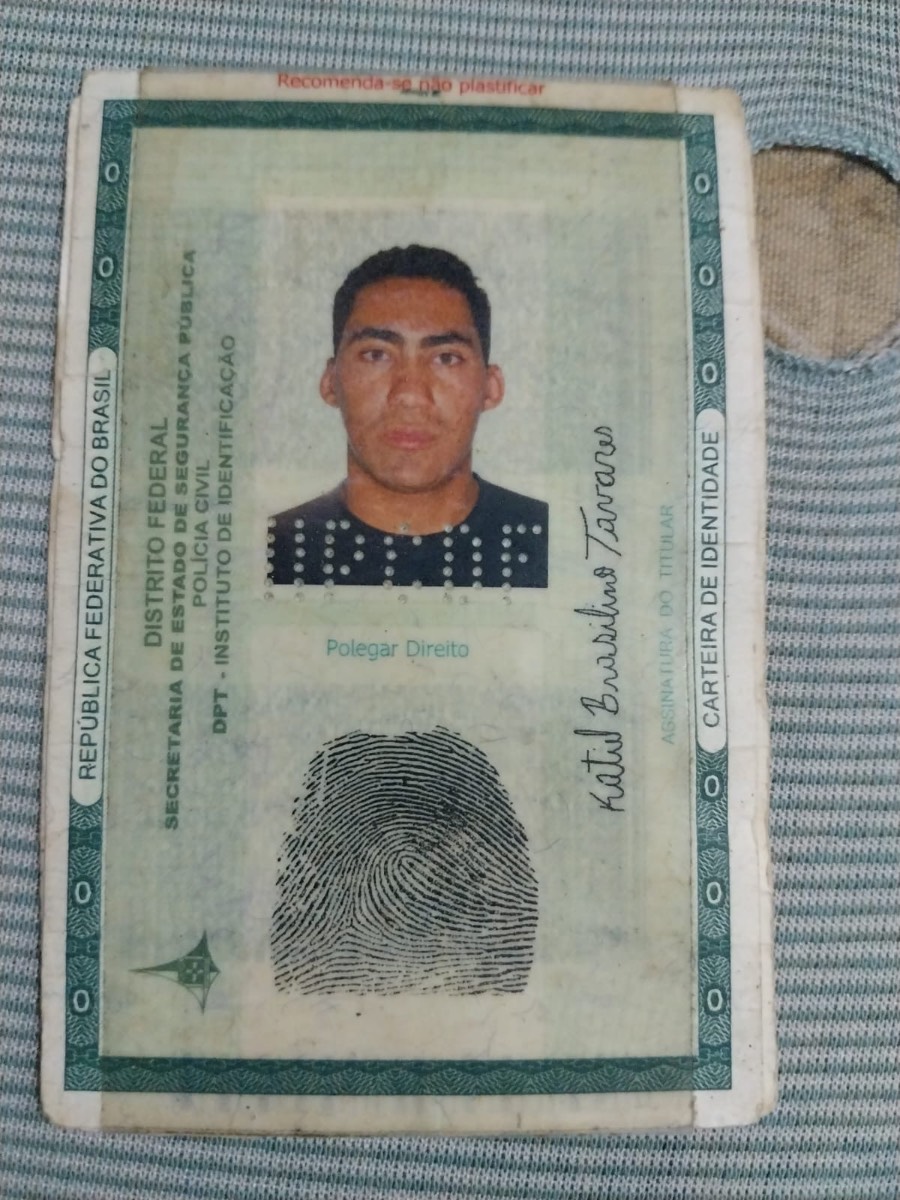 Recomenda-se não plastificar
REPÚBLICA FEDERATIVA DO BRASIL
DISTRITO FEDERAL
SECRETARIA DE ESTADO DE SEGURANÇA PÚBLICA
POLÍCIA CIVIL
DPT - INSTITUTO DE IDENTIFICAÇÃO
Polegar Direito
Brasilino Tavares
ASSINATURA DO TITULAR
CARTEIRA DE IDENTIDADE